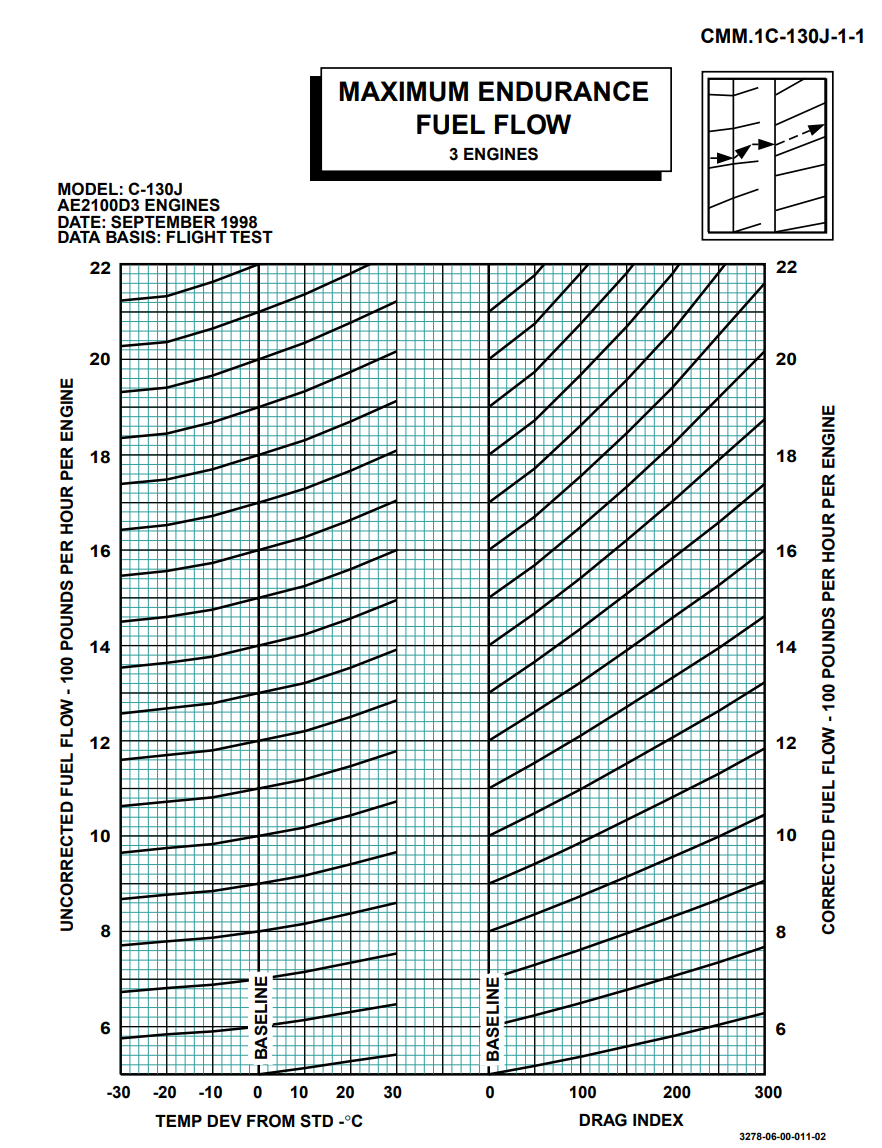 CMM.1C-130J-1-1
MAXIMUM ENDURANCE
FUEL FLOW
3 ENGINES
MODEL: C-130J
AE2100D3 ENGINES
DATE: SEPTEMBER 1998
DATA BASIS: FLIGHT TEST
UNCORRECTED FUEL FLOW - 100 POUNDS PER HOUR PER ENGINE
22
20
18
16
14
12
10
8
6
BASELINE
BASELINE
22
20
18
16
14
12
10
8
6
CORRECTED FUEL FLOW - 100 POUNDS PER HOUR PER ENGINE
-30 -20 -10 0 10 20 30 0 100 200 300
TEMP DEV FROM STD -°C
DRAG INDEX
3278-06-00-011-02